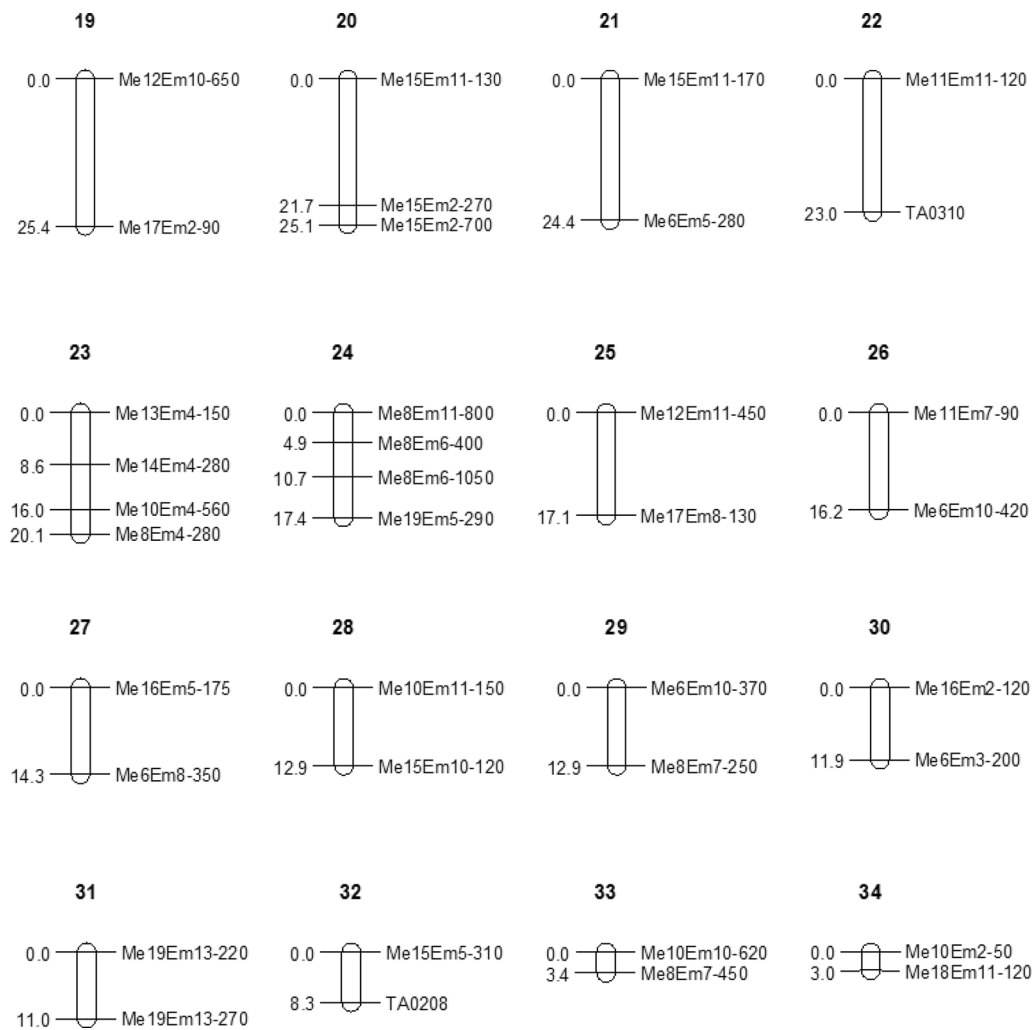 19
0.0 Me12Em10-650
25.4 Me17Em2-90
20
0.0 Me15Em11-130
21.7 Me15Em2-270
25.1 Me15Em2-700
21
0.0 Me15Em11-170
24.4 Me6Em5-280
22
0.0 Me11Em11-120
23.0 TA0310
23
0.0 Me13Em4-150
8.6 Me14Em4-280
16.0 Me10Em4-560
20.1 Me8Em4-280
24
0.0 Me8Em11-800
4.9 Me8Em6-400
10.7 Me8Em6-1050
17.4 Me19Em5-290
25
0.0 Me12Em11-450
17.1 Me17Em8-130
26
0.0 Me11Em7-90
16.2 Me6Em10-420
27
0.0 Me16Em5-175
14.3 Me6Em8-350
28
0.0 Me10Em11-150
12.9 Me15Em10-120
29
0.0 Me6Em10-370
12.9 Me8Em7-250
30
0.0 Me16Em2-120
11.9 Me6Em3-200
31
0.0 Me19Em13-220
11.0 Me19Em13-270
32
0.0 Me15Em5-310
8.3 TA0208
33
0.0 Me10Em10-620
3.4 Me8Em7-450
34
0.0 Me10Em2-50
3.0 Me18Em11-120